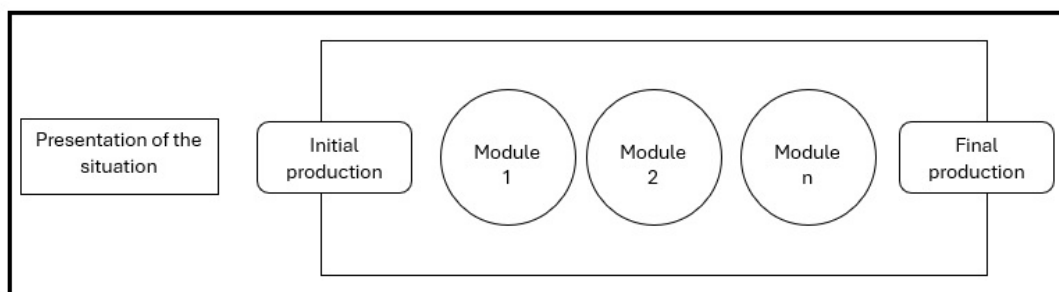 Presentation of the
situation
Initial
production
Module
1
Module
2
Module
n
Final
production